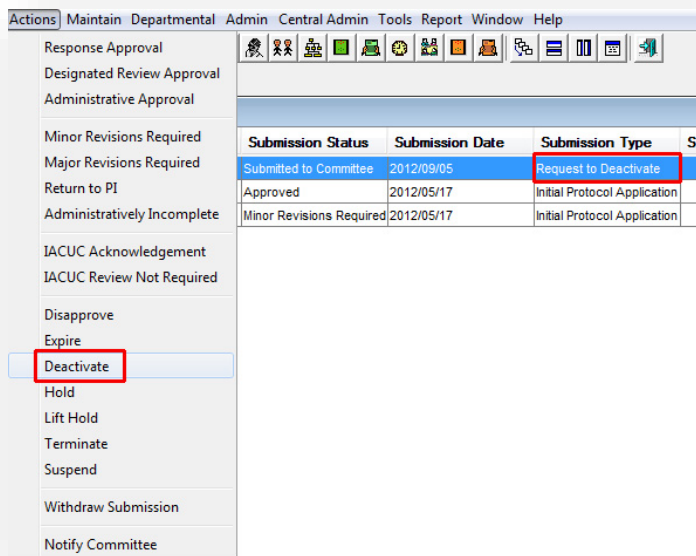 Actions Maintain Departmental Admin Central Admin Tools Report Window Help
Response Approval
Designated Review Approval
Administrative Approval
Minor Revisions Required
Major Revisions Required
Return to PI
Administratively Incomplete
IACUC Acknowledgement
IACUC Review Not Required
Disapprove
Expire
Deactivate
Hold
Lift Hold
Terminate
Suspend
Withdraw Submission
Notify Committee
Submission Status Submission Date Submission Type S
Submitted to Committee 2012/09/05 Request to Deactivate
Approved 2012/05/17 Initial Protocol Application
Minor Revisions Required 2012/05/17 Initial Protocol Application